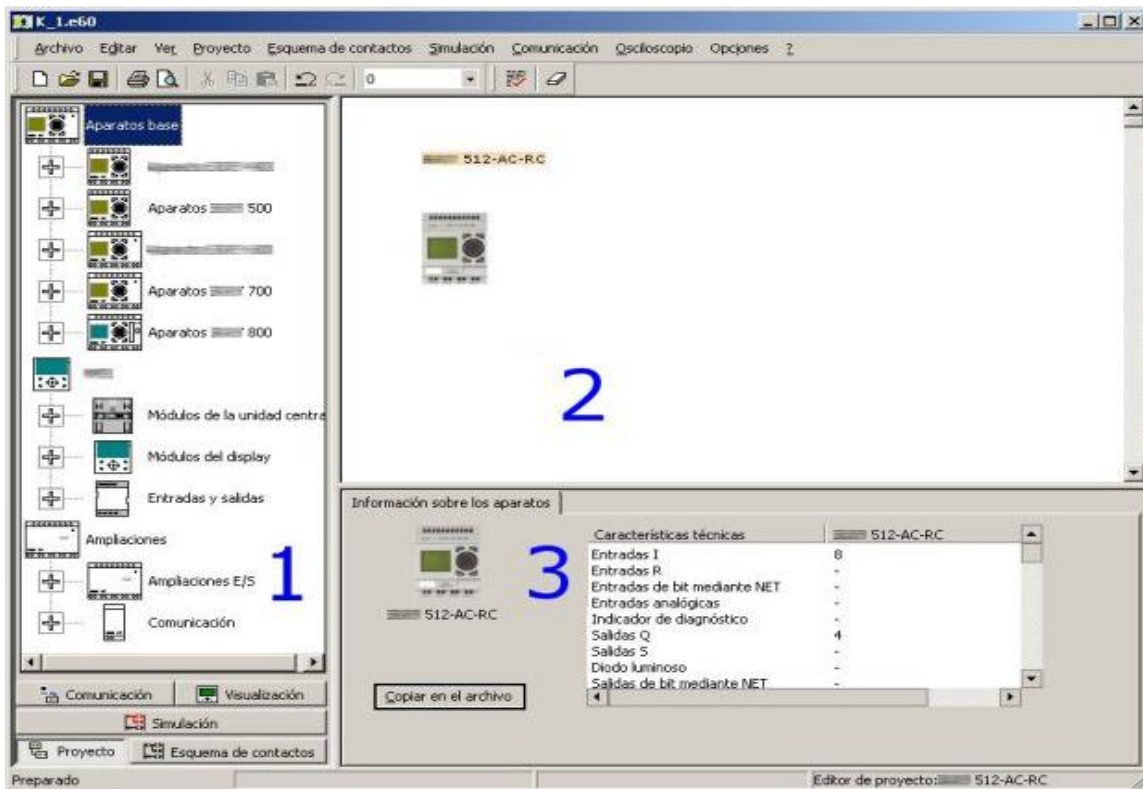 K_1.e60
Archivo Editar Ver Proyecto Esquema de contactos Simulación Comunicación Osciloscopio Opciones ?
0
Aparatos base
Aparatos 500
Aparatos 700
Aparatos 800
Módulos de la unidad centra
Módulos del display
Entradas y salidas
Ampliaciones
Ampliaciones E/S
Comunicación
1
Comunicación Visualización
Simulación
Proyecto Esquema de contactos
512-AC-RC
2
Información sobre los aparatos
512-AC-RC
Copiar en el archivo
3
Características técnicas 512-AC-RC
Entradas I 8
Entradas R -
Entradas de bit mediante NET -
Entradas analógicas -
Indicador de diagnóstico -
Salidas Q 4
Salidas S -
Diodo luminoso -
Salidas de bit mediante NET -
Preparado
Editor de proyecto: 512-AC-RC